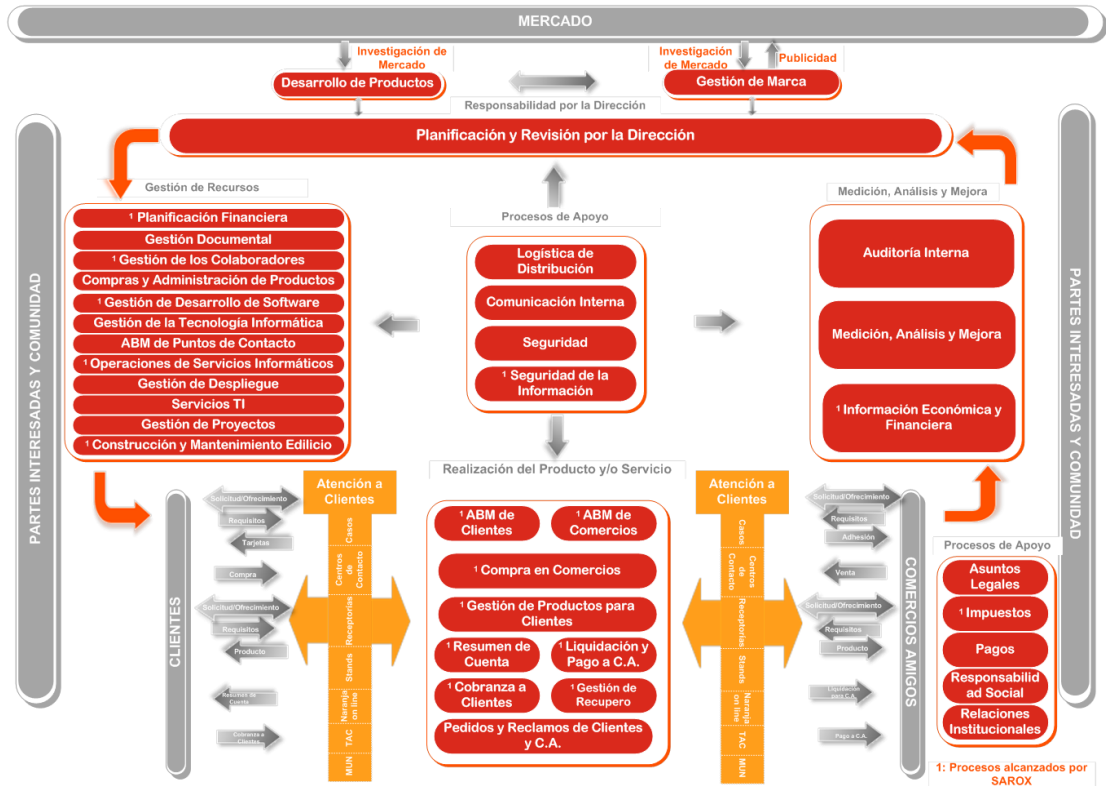 MERCADO
Investigación de
Mercado
Investigación
de Mercado
Publicidad
Desarrollo de Productos
Gestión de Marca
Responsabilidad por la Dirección
Planificación y Revisión por la Dirección
PARTES INTERESADAS Y COMUNIDAD
Gestión de Recursos
¹ Planificación Financiera
Gestión Documental
¹ Gestión de los Colaboradores
Compras y Administración de Productos
¹ Gestión de Desarrollo de Software
Gestión de la Tecnología Informática
ABM de Puntos de Contacto
¹ Operaciones de Servicios Informáticos
Gestión de Despliegue
Servicios TI
Gestión de Proyectos
¹ Construcción y Mantenimiento Edilicio
Procesos de Apoyo
Logística de
Distribución
Comunicación Interna
Seguridad
¹ Seguridad de la
Información
Medición, Análisis y Mejora
Auditoría Interna
Medición, Análisis y Mejora
¹ Información Económica y
Financiera
PARTES INTERESADAS Y COMUNIDAD
CLIENTES
Solicitud/Ofrecimiento
Requisitos
Tarjetas
Compra
Solicitud/Ofrecimiento
Requisitos
Producto
Resumen de
Cuenta
Cobranza a
Clientes
Atención a
Clientes
Casos
Centros
de
Contacto
Receptorías
Stands
Naranja
on line
TAC
MUN
Realización del Producto y/o Servicio
¹ ABM de
Clientes
¹ ABM de
Comercios
¹ Compra en Comercios
¹ Gestión de Productos para
Clientes
¹ Resumen de
Cuenta
¹ Liquidación y
Pago a C.A.
¹ Cobranza a
Clientes
¹ Gestión de
Recupero
Pedidos y Reclamos de Clientes
y C.A.
Atención a
Clientes
Casos
Centros
de
Contacto
Receptorías
Stands
Naranja
on line
TAC
MUN
Solicitud/Ofrecimiento
Requisitos
Adhesión
Venta
Solicitud/Ofrecimiento
Requisitos
Producto
Liquidación
para C.A.
Pago a C.A.
COMERCIOS AMIGOS
Procesos de Apoyo
Asuntos
Legales
¹ Impuestos
Pagos
Responsabilid
ad Social
Relaciones
Institucionales
1: Procesos alcanzados por
SAROX